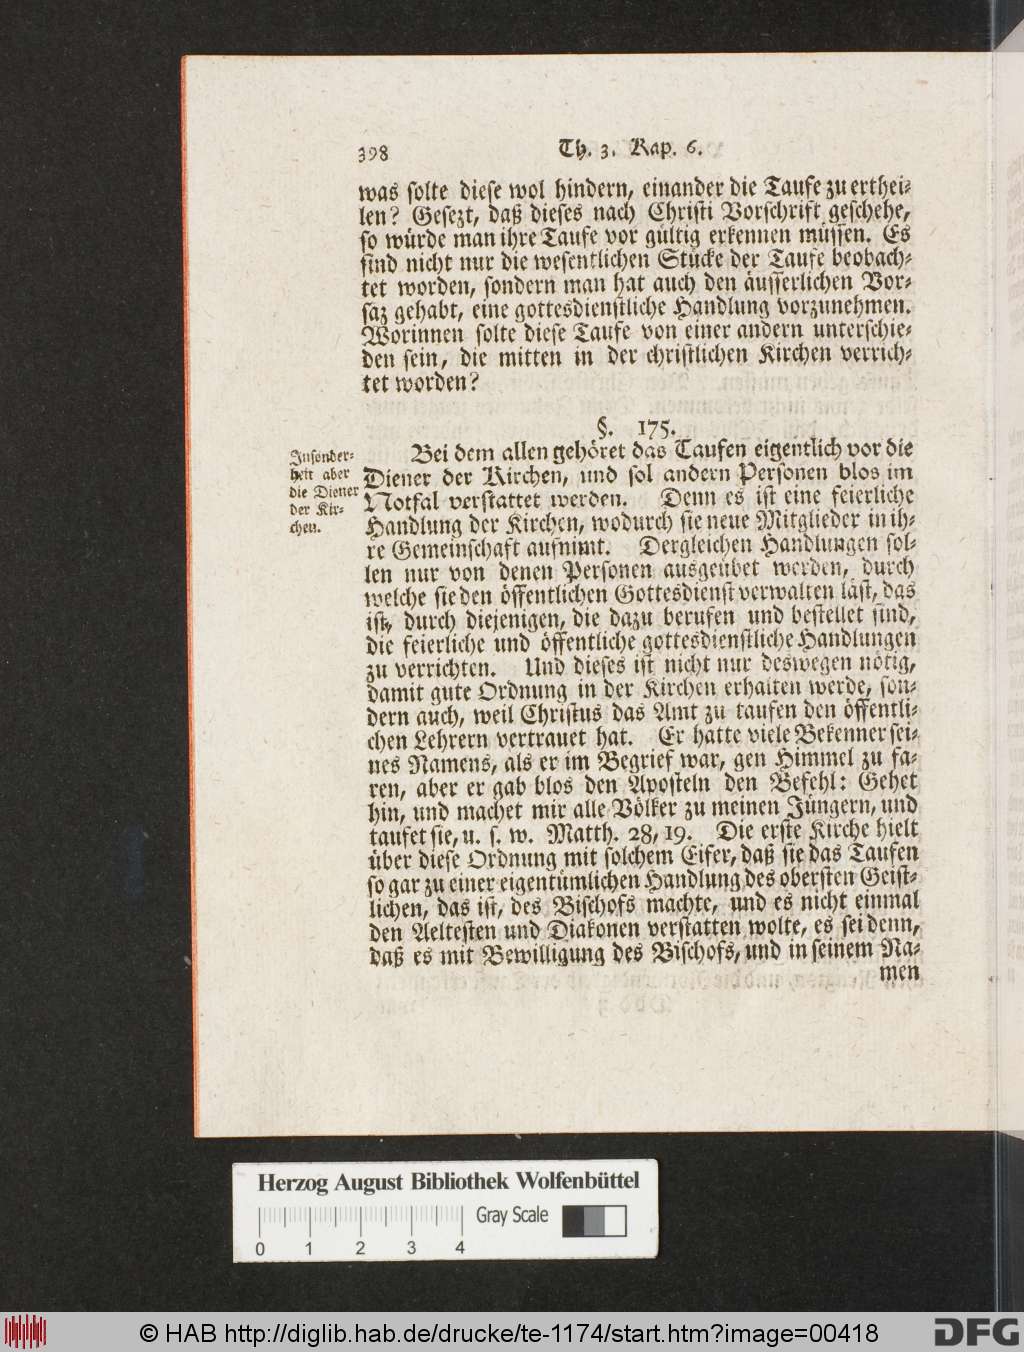 398
Th. 3. Kap. 6.
was solte diese wol hindern, einander die Taufe zu erthei-
len? Gesezt, daß dieses nach Christi Vorschrift geschehe,
so würde man ihre Taufe vor gültig erkennen müssen. Es
sind nicht nur die wesentlichen Stücke der Taufe beobach-
tet worden, sondern man hat auch den äusserlichen Vor-
saz gehabt, eine gottesdienstliche Handlung vorzunehmen.
Worinnen solte diese Taufe von einer andern unterschie-
den sein, die mitten in der christlichen Kirchen verrich-
tet worden?
§. 175.
Insonder-
heit aber
die Diener
der Kir-
chen.
Bei dem allen gehöret das Taufen eigentlich vor die
Diener der Kirchen, und sol andern Personen blos im
Notfal verstattet werden. Denn es ist eine feierliche
Handlung der Kirchen, wodurch sie neue Mitglieder in ih-
re Gemeinschaft aufnimt. Dergleichen Handlungen sol-
len nur von denen Personen ausgeübet werden, durch
welche sie den öffentlichen Gottesdienst verwalten läst, das
ist, durch diejenigen, die dazu berufen und bestellet sind,
die feierliche und öffentliche gottesdienstliche Handlungen
zu verrichten. Und dieses ist nicht nur deswegen nötig,
damit gute Ordnung in der Kirchen erhalten werde, son-
dern auch, weil Christus das Amt zu taufen den öffentli-
chen Lehrern vertrauet hat. Er hatte viele Bekenner sei-
nes Namens, als er im Begrief war, gen Himmel zu fa-
ren, aber er gab blos den Aposteln den Befehl: Gehet
hin, und machet mir alle Völker zu meinen Jüngern, und
taufet sie, u. s. w. Matth. 28, 19. Die erste Kirche hielt
über diese Ordnung mit solchem Eifer, daß sie das Taufen
so gar zu einer eigentümlichen Handlung des obersten Geist-
lichen, das ist, des Bischofs machte, und es nicht einmal
den Aeltesten und Diakonen verstatten wolte, es sei denn,
daß es mit Bewilligung des Bischofs, und in seinem Na-
men
Herzog August Bibliothek Wolfenbüttel
Gray Scale
0 1 2 3 4
© HAB http://diglib.hab.de/drucke/te-1174/start.htm?image=00418
DFG